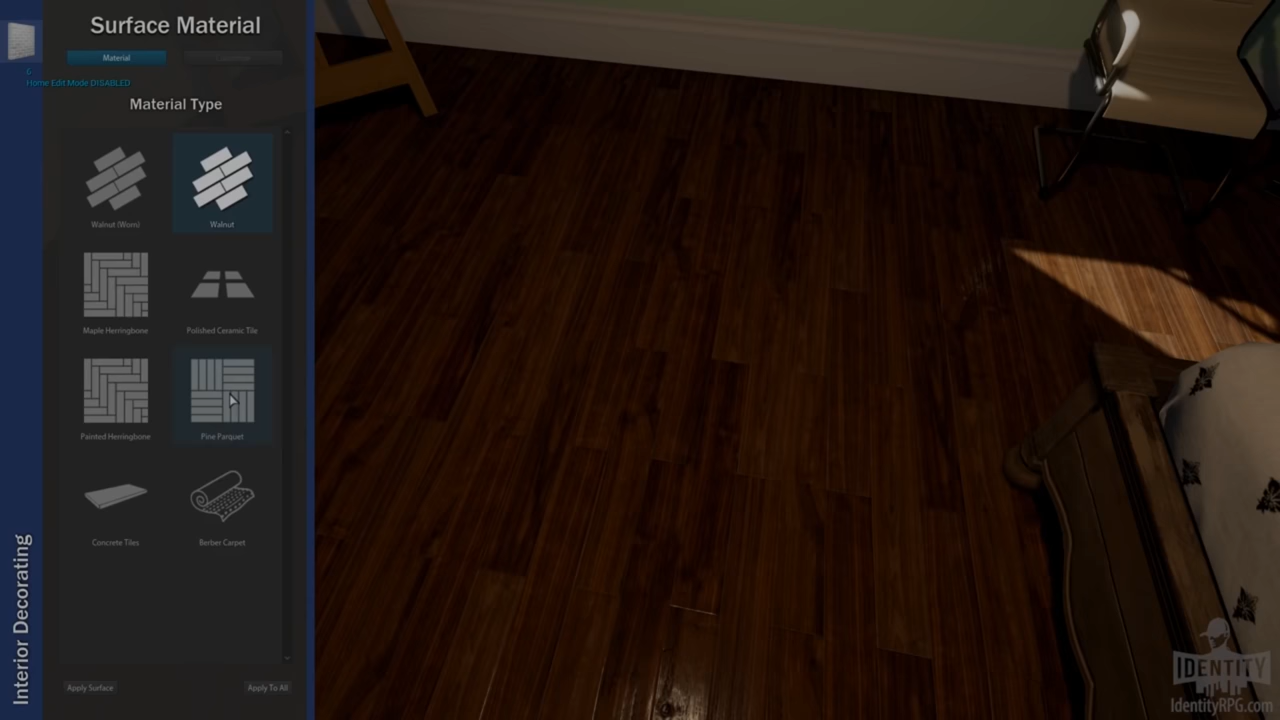 Surface Material
Material
&
Home Edit Mode DISABLED
Material Type
Walnut (Worn)
Walnut
Maple Herringbone
Polished Ceramic Tile
Painted Herringbone
Pine Parquet
Concrete Tiles
Berber Carpet
Apply Surface
Apply To All
Interior Decorating
IDENTITY
IdentityRPG.com